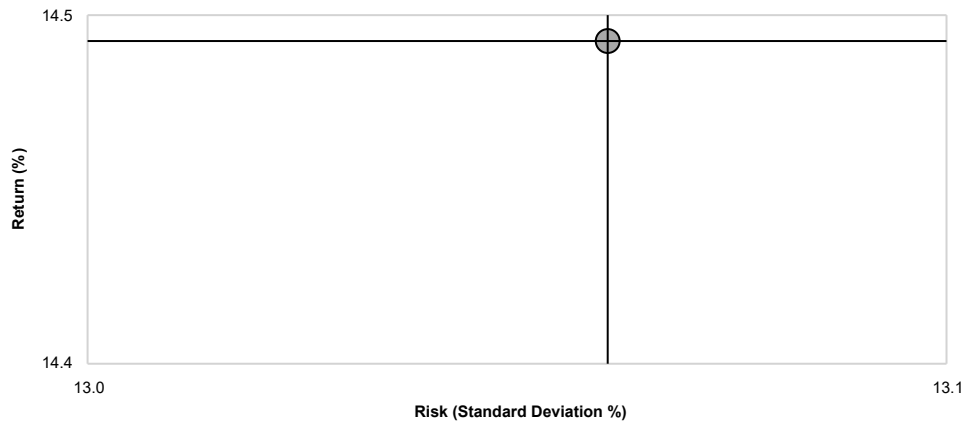 14.5
Return (%)
14.4
13.0
13.1
Risk (Standard Deviation %)